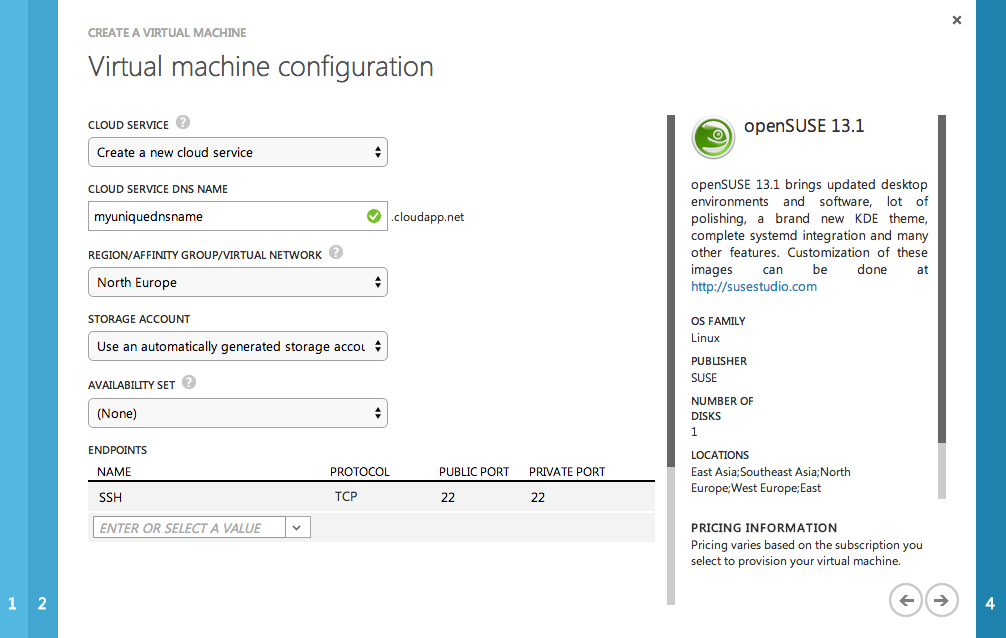 CREATE A VIRTUAL MACHINE
Virtual machine configuration
CLOUD SERVICE ?
Create a new cloud service
CLOUD SERVICE DNS NAME
myuniquednsname .cloudapp.net
REGION/AFFINITY GROUP/VIRTUAL NETWORK ?
North Europe
STORAGE ACCOUNT
Use an automatically generated storage accou
AVAILABILITY SET ?
(None)
ENDPOINTS
NAME PROTOCOL PUBLIC PORT PRIVATE PORT
SSH TCP 22 22
ENTER OR SELECT A VALUE
openSUSE 13.1
openSUSE 13.1 brings updated desktop
environments and software, lot of
polishing, a brand new KDE theme,
complete systemd integration and many
other features. Customization of these
images can be done at
http://susestudio.com
OS FAMILY
Linux
PUBLISHER
SUSE
NUMBER OF
DISKS
1
LOCATIONS
East Asia;Southeast Asia;North
Europe;West Europe;East
PRICING INFORMATION
Pricing varies based on the subscription you
select to provision your virtual machine.
1 2 4